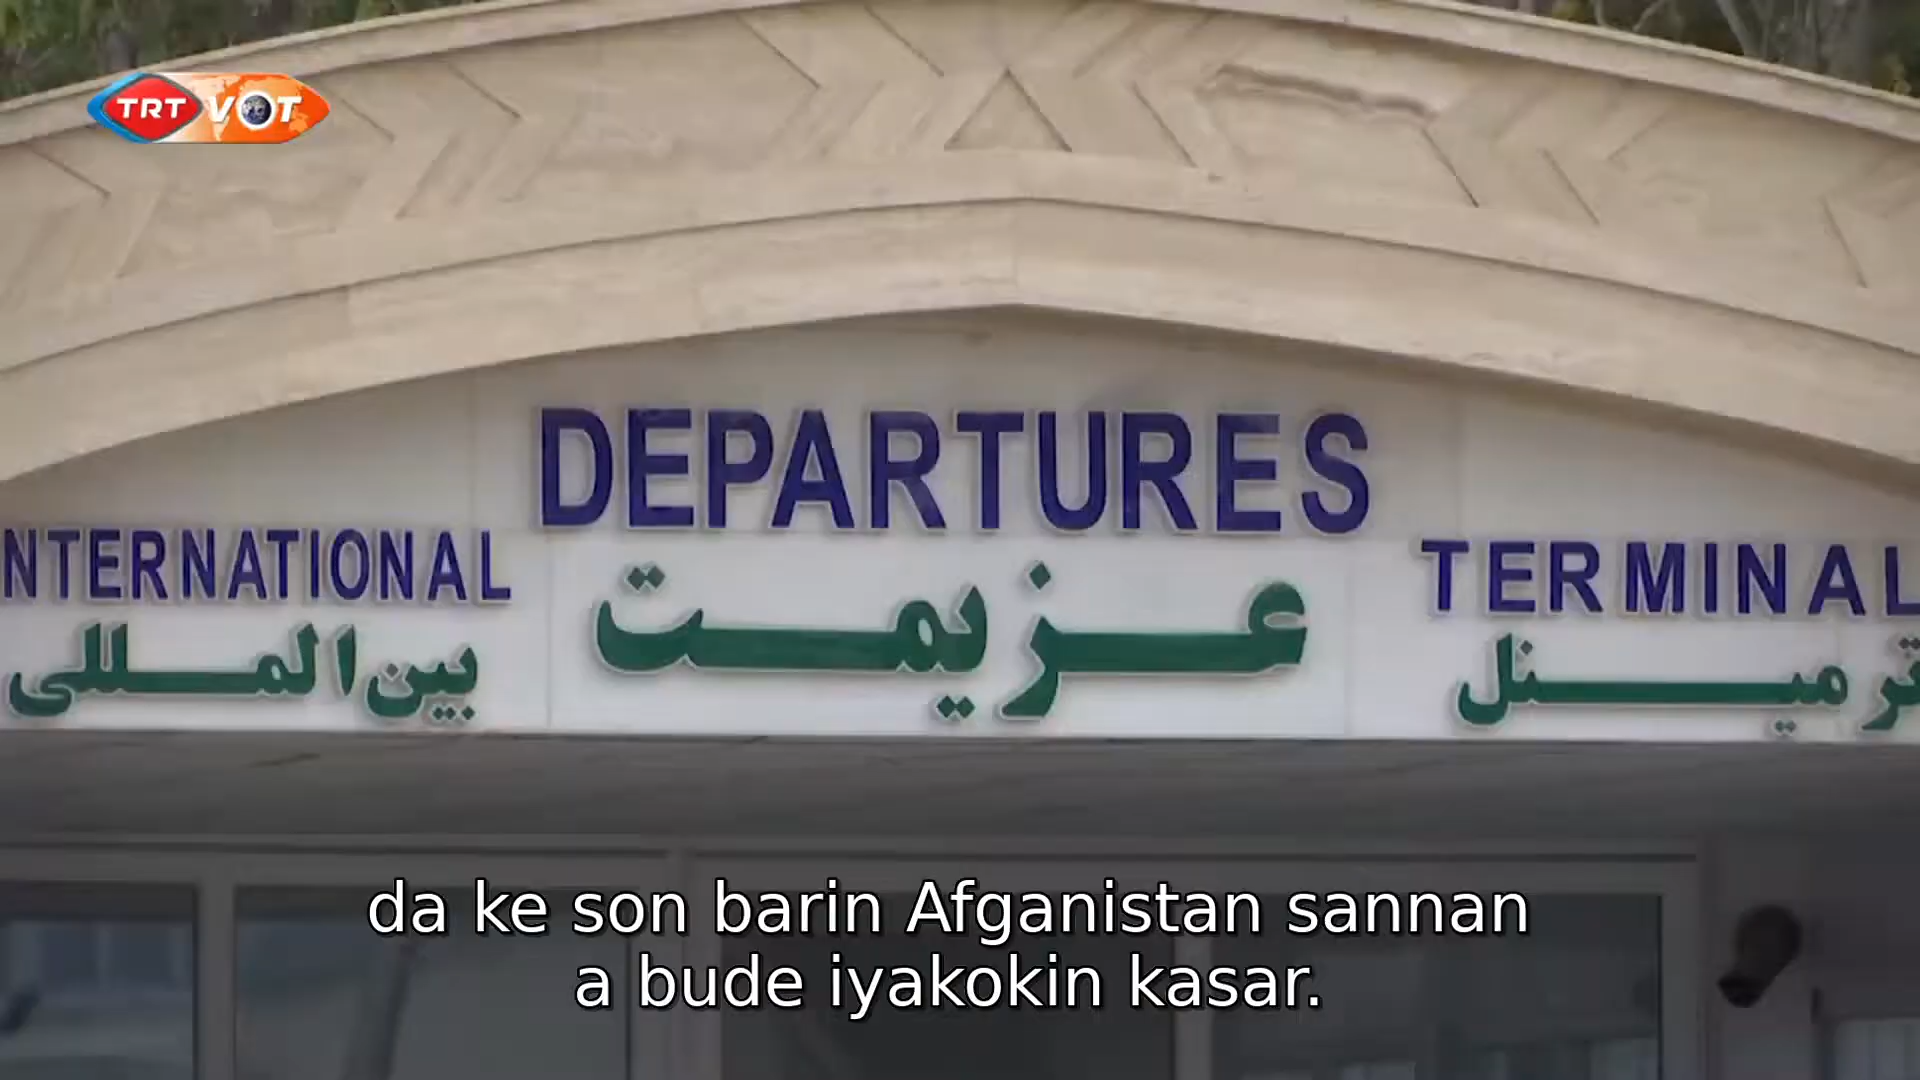 TRT VOT
DEPARTURES
NTERNATIONAL
TERMINAL
عزیمت
بین المللی
ترمینل
da ke son barin Afganistan sannan
a bude iyakokin kasar.